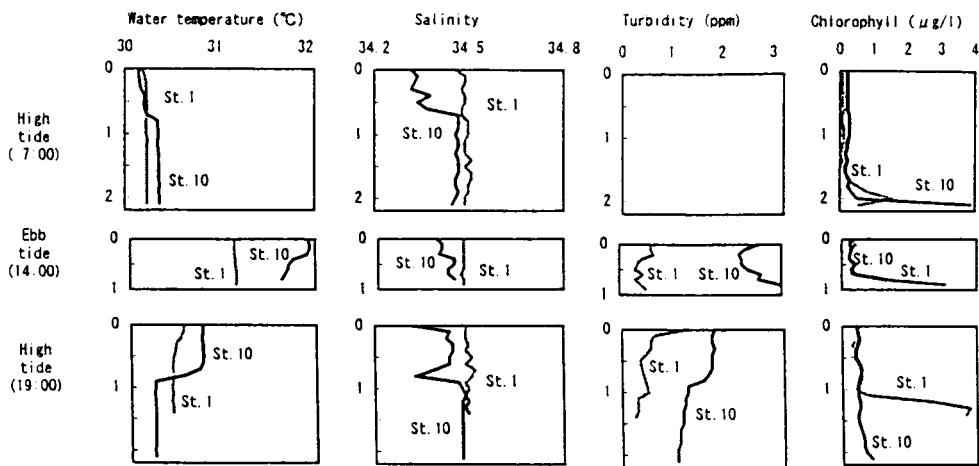 Water temperature (°C) Salinity Turbidity (ppm) Chlorophyll (μg/l)
30 31 32 34.2 34.5 34.8 0 1 2 3 0 1 2 3 4
High tide (7:00)
0 1 2 St. 1 St. 10
0 1 2 St. 10 St. 1
0 1 2
0 1 2 St. 1 St. 10
Ebb tide (14.00)
0 1 St. 1 St. 10
0 1 St. 10 St. 1
0 1 St. 1 St. 10
0 1 St. 10 St. 1
High tide (19:00)
0 1 St. 10 St. 1
0 1 St. 1 St. 10
0 1 St. 1 St. 10
0 1 St. 1 St. 10